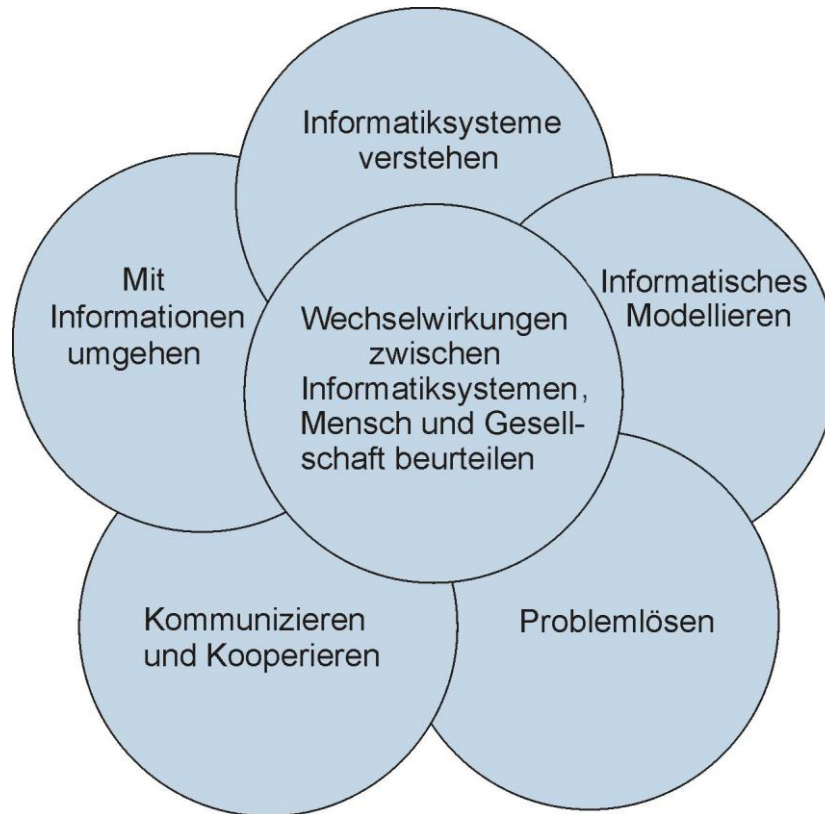 Informatiksysteme
verstehen
Mit
Informationen
umgehen
Informatisches
Modellieren
Wechselwirkungen
zwischen
Informatiksystemen,
Mensch und Gesell-
schaft beurteilen
Kommunizieren
und Kooperieren
Problemlösen